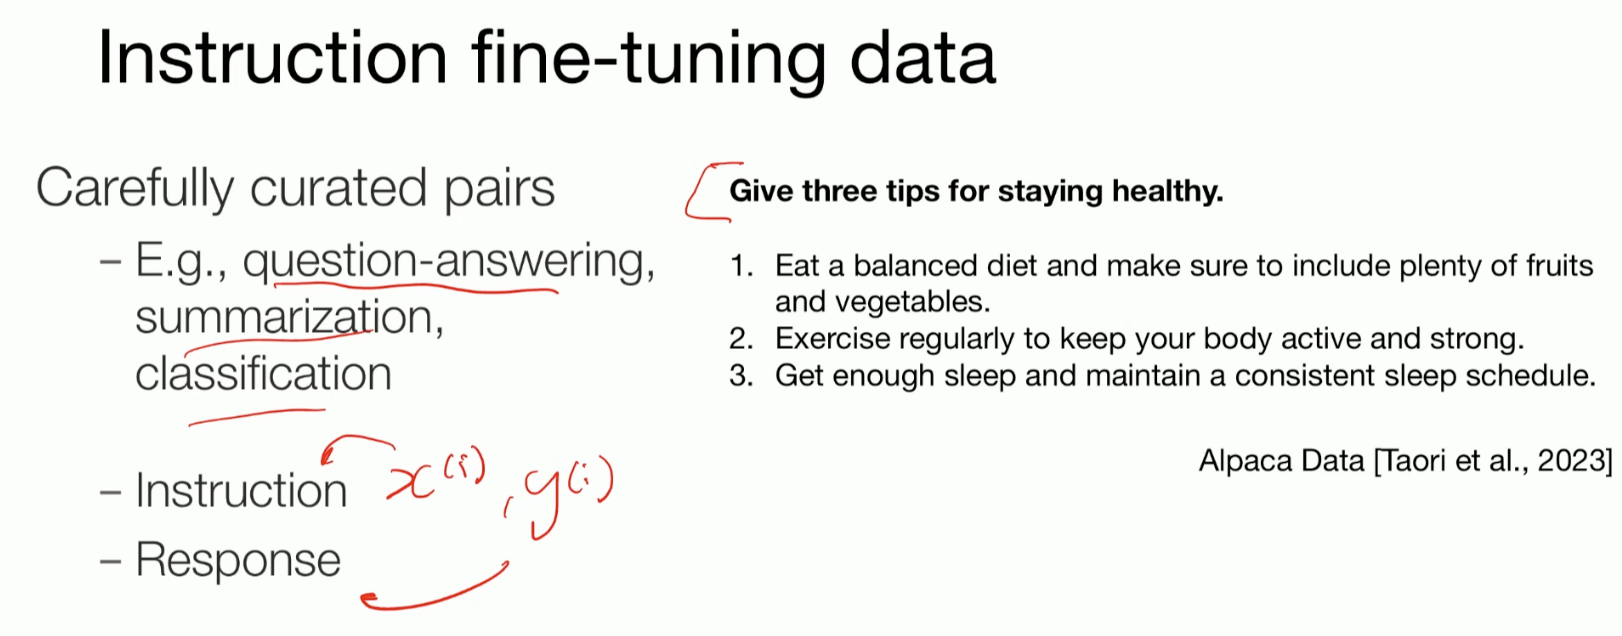 Instruction fine-tuning data
Carefully curated pairs
– E.g., question-answering,
summarization,
classification
– Instruction x(i), y(i)
– Response
Give three tips for staying healthy.
1. Eat a balanced diet and make sure to include plenty of fruits
and vegetables.
2. Exercise regularly to keep your body active and strong.
3. Get enough sleep and maintain a consistent sleep schedule.
Alpaca Data [Taori et al., 2023]